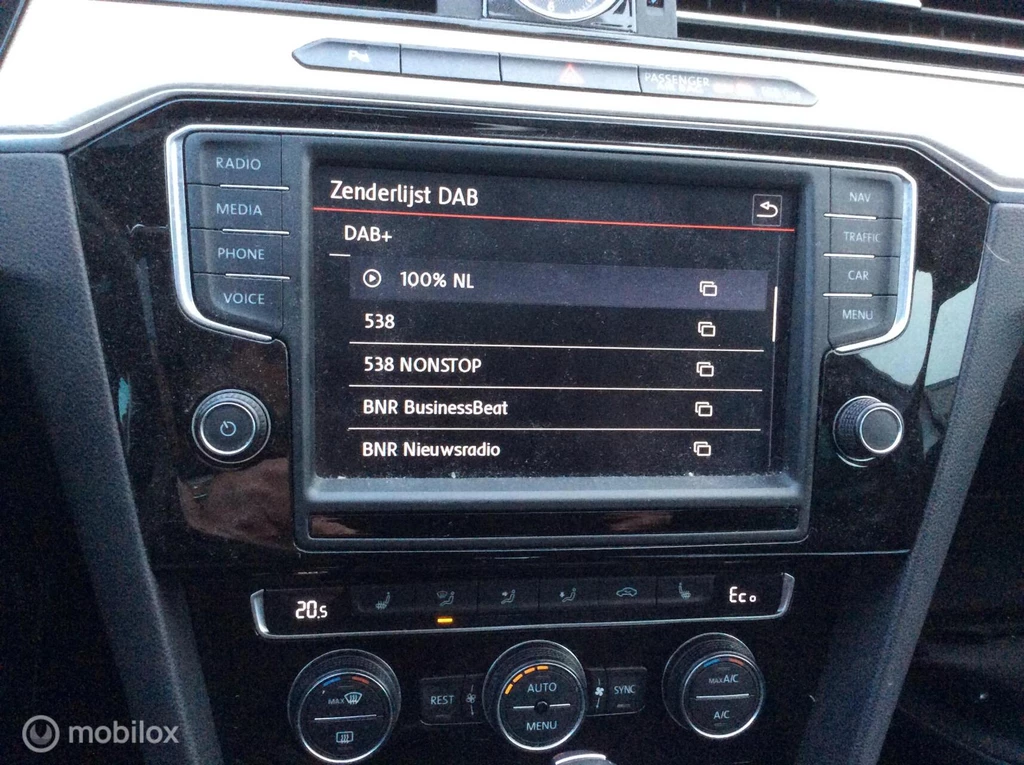 PASSENGER
RADIO
MEDIA
PHONE
VOICE
Zenderlijst DAB
DAB+
100% NL
538
538 NONSTOP
BNR BusinessBeat
BNR Nieuwsradio
NAV
TRAFFIC
CAR
MENU
20.5
Eco
MAX
REST
AUTO
MENU
SYNC
MAX A/C
A/C
mobilox